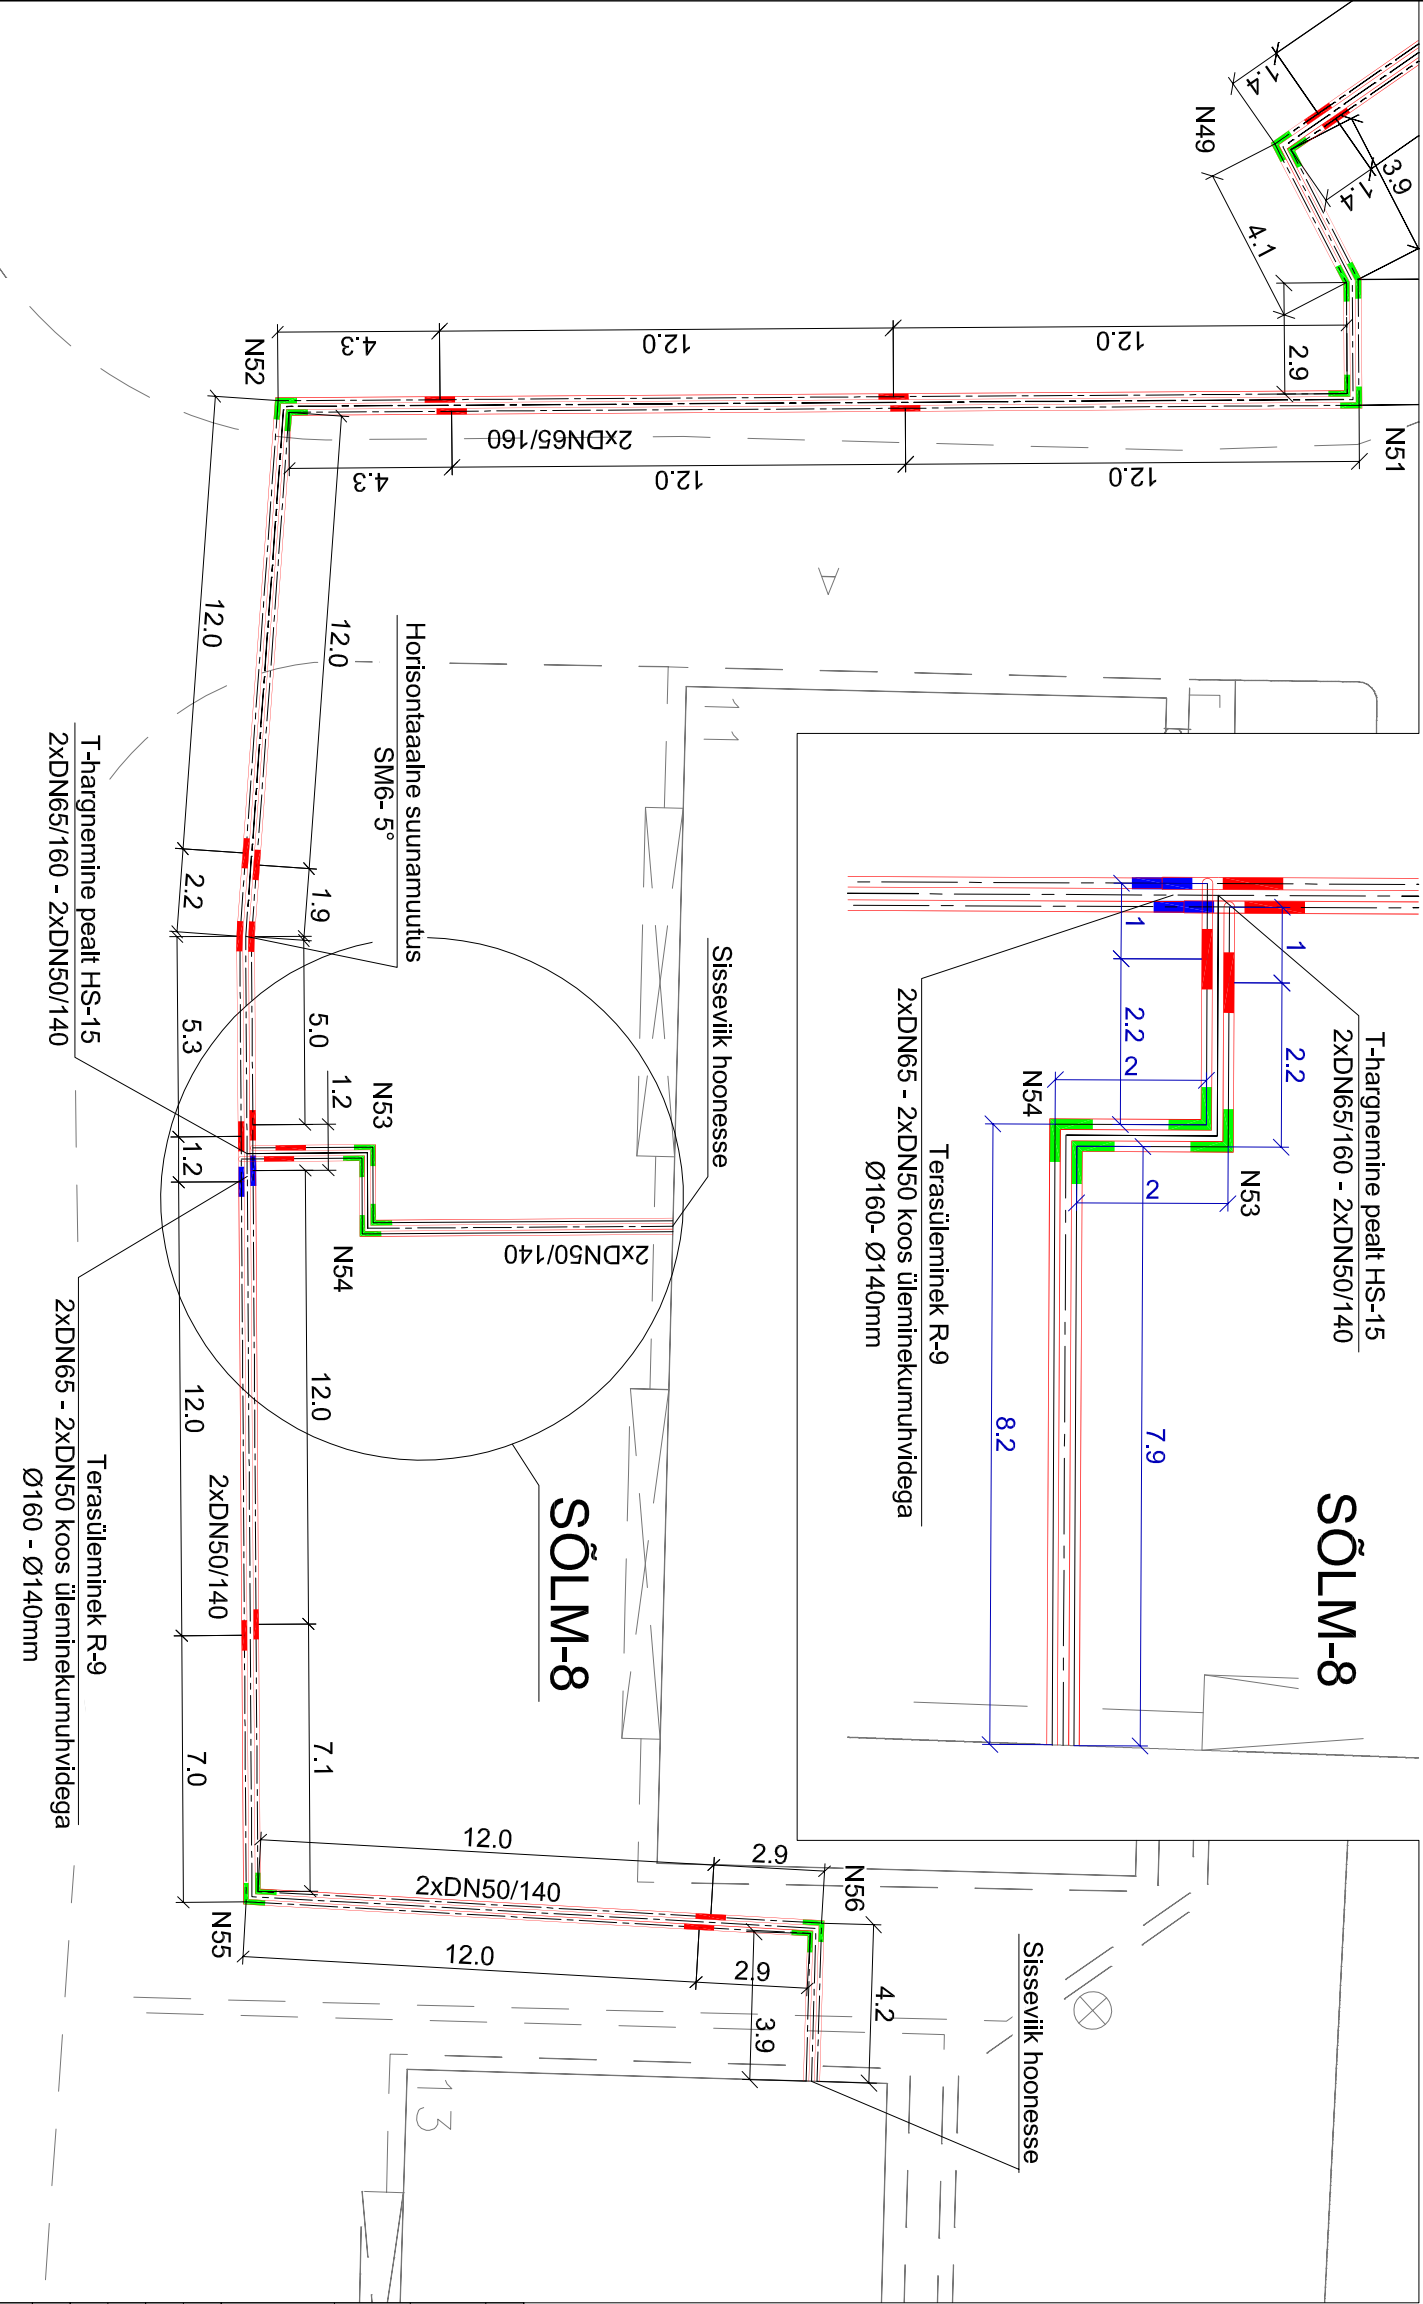 1.4
N49
3.9
1.4
4.1
2.9
N51
12.0
12.0
4.3
N52
12.0
12.0
4.3
2xDN65/160
A
12.0
12.0
Horisontaaalne suunamuutus
SM6- 5°
11
T-hargnemine pealt HS-15
2xDN65/160 - 2xDN50/140
2.2
1.9
5.3
5.0
1.2
1.2
N53
N54
Sisseviik hoonesse
2xDN50/140
12.0
12.0
2xDN50/140
SÕLM-8
Terasüleminek R-9
2xDN65 - 2xDN50 koos üleminekumuhvidega
Ø160 - Ø140mm
7.0
7.1
N55
12.0
2.9
2xDN50/140
N56
12.0
2.9
4.2
3.9
Sisseviik hoonesse
13
SÕLM-8
T-hargnemine pealt HS-15
2xDN65/160 - 2xDN50/140
1
2.2
1
2.2
2
N54
N53
2
Terasüleminek R-9
2xDN65 - 2xDN50 koos üleminekumuhvidega
Ø160- Ø140mm
7.9
8.2